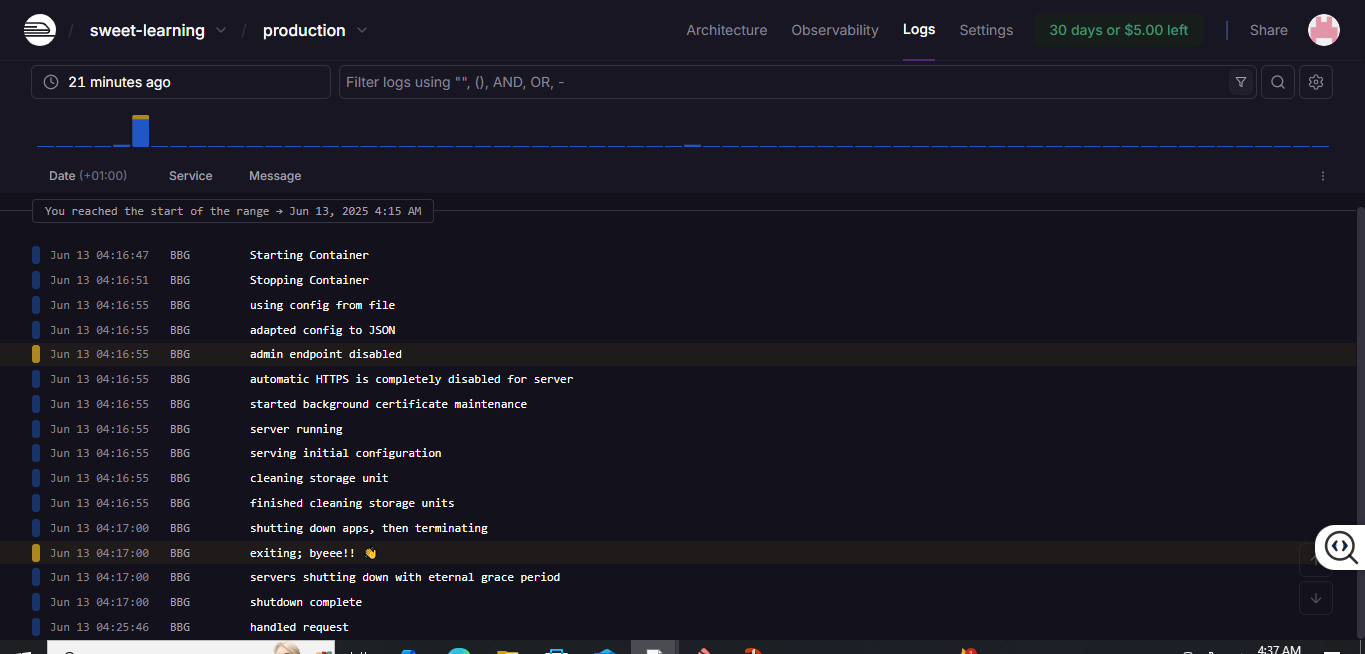 / sweet-learning / production Architecture Observability Logs Settings 30 days or $5.00 left Share
21 minutes ago Filter logs using "", (), AND, OR, -
Date (+01:00) Service Message
You reached the start of the range → Jun 13, 2025 4:15 AM
Jun 13 04:16:47 BBG Starting Container
Jun 13 04:16:51 BBG Stopping Container
Jun 13 04:16:55 BBG using config from file
Jun 13 04:16:55 BBG adapted config to JSON
Jun 13 04:16:55 BBG admin endpoint disabled
Jun 13 04:16:55 BBG automatic HTTPS is completely disabled for server
Jun 13 04:16:55 BBG started background certificate maintenance
Jun 13 04:16:55 BBG server running
Jun 13 04:16:55 BBG serving initial configuration
Jun 13 04:16:55 BBG cleaning storage unit
Jun 13 04:16:55 BBG finished cleaning storage units
Jun 13 04:17:00 BBG shutting down apps, then terminating
Jun 13 04:17:00 BBG exiting; byeee!! 👋
Jun 13 04:17:00 BBG servers shutting down with eternal grace period
Jun 13 04:17:00 BBG shutdown complete
Jun 13 04:25:46 BBG handled request
4:37 AM